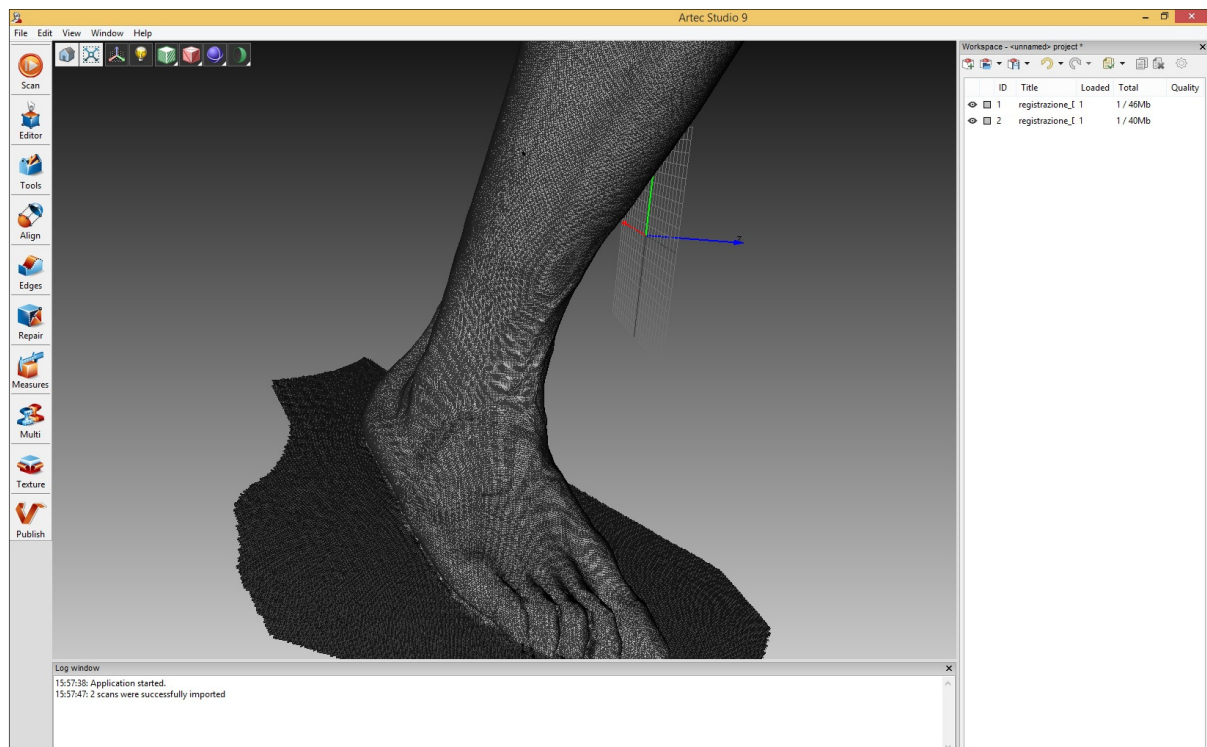 Artec Studio 9
File Edit View Window Help
Scan
Editor
Tools
Align
Edges
Repair
Measures
Multi
Texture
Publish
Z
Workspace - <unnamed> project *
ID Title Loaded Total Quality
1 registrazione_[ 1 1 / 46Mb
2 registrazione_[ 1 1 / 40Mb
Log window
15:57:38: Application started.
15:57:47: 2 scans were successfully imported